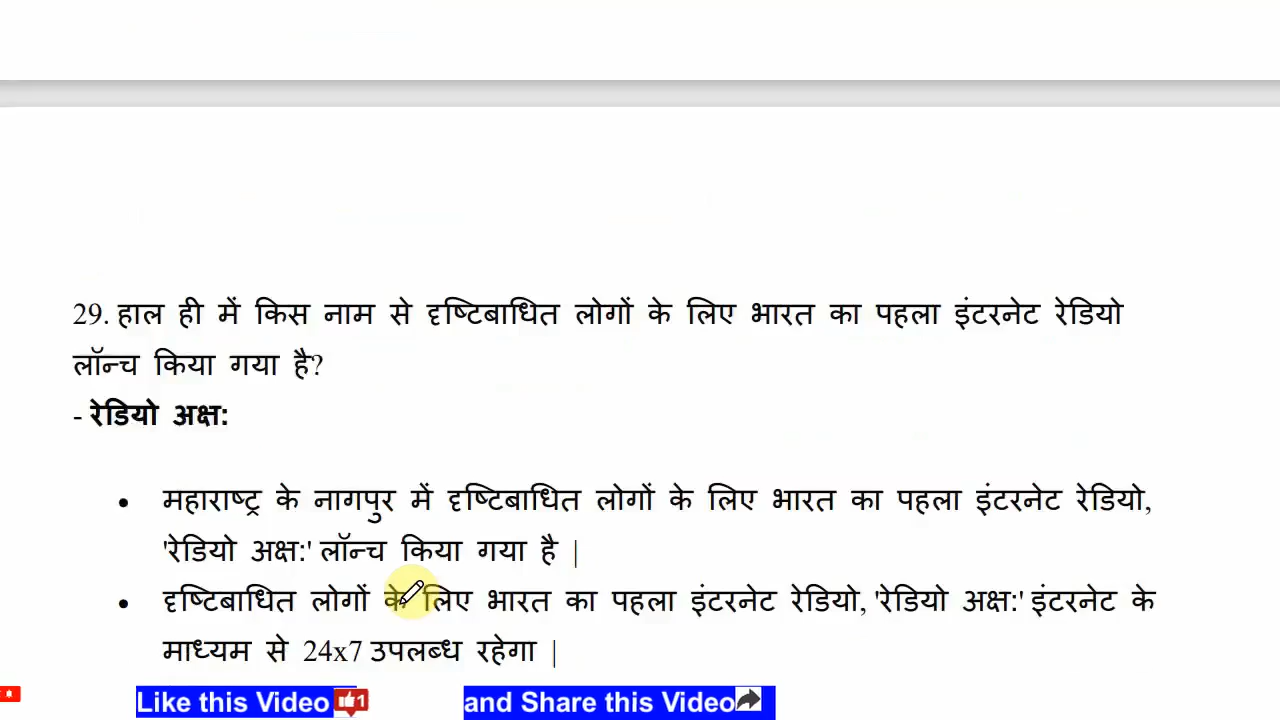 29. हाल ही में किस नाम से दृष्टिबाधित लोगों के लिए भारत का पहला इंटरनेट रेडियो
लॉन्च किया गया है?
- रेडियो अक्ष:
• महाराष्ट्र के नागपुर में दृष्टिबाधित लोगों के लिए भारत का पहला इंटरनेट रेडियो,
'रेडियो अक्ष:' लॉन्च किया गया है |
• दृष्टिबाधित लोगों के लिए भारत का पहला इंटरनेट रेडियो, 'रेडियो अक्ष:' इंटरनेट के
माध्यम से 24x7 उपलब्ध रहेगा |
Like this Video 1 and Share this Video